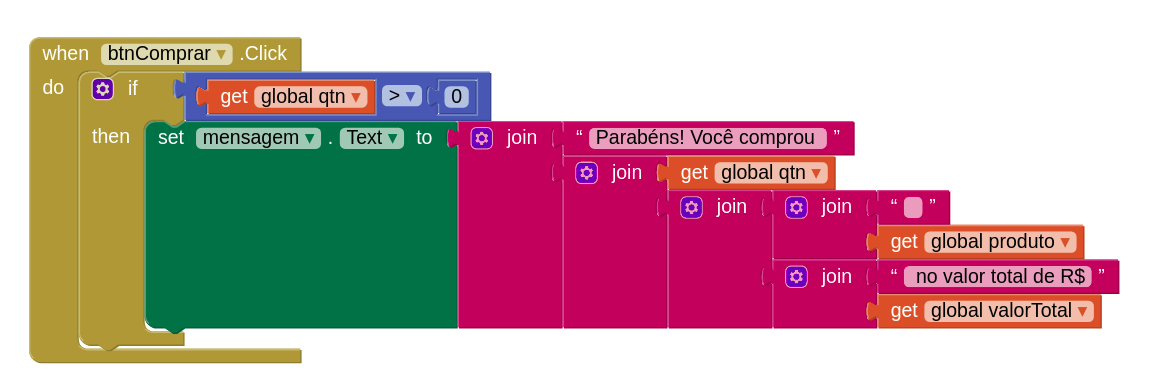 when btnComprar .Click
do if get global qtn > 0
then set mensagem . Text to join “ Parabéns! Você comprou ”
join get global qtn
join join “ ”
get global produto
join “ no valor total de R$ ”
get global valorTotal